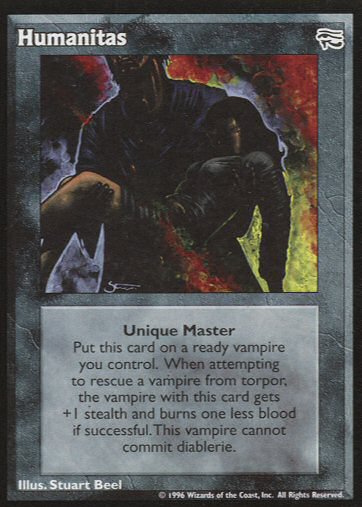 Humanitas
Unique Master
Put this card on a ready vampire
you control. When attempting
to rescue a vampire from torpor,
the vampire with this card gets
+1 stealth and burns one less blood
if successful. This vampire cannot
commit diablerie.
Illus. Stuart Beel
© 1996 Wizards of the Coast, Inc. All Rights Reserved.